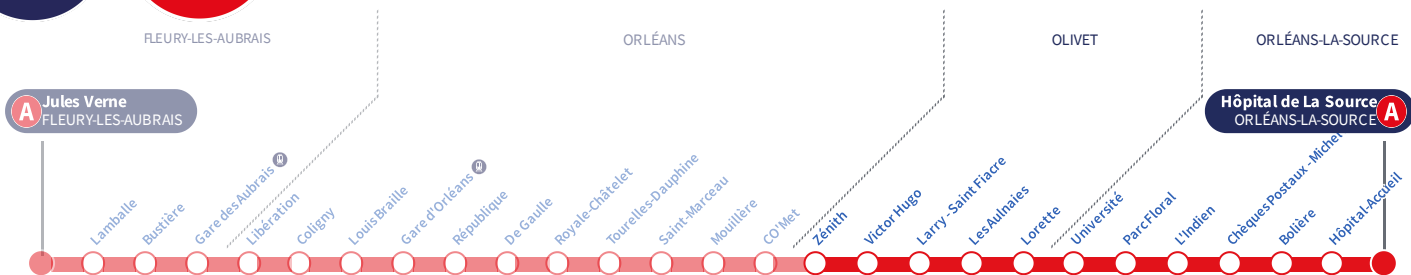 FLEURY-LES-AUBRAIS
ORLÉANS
OLIVET
ORLÉANS-LA-SOURCE
A
Jules Verne
FLEURY-LES-AUBRAIS
Hôpital de La Source
ORLÉANS-LA-SOURCE
A
Lamballe
Bustière
Gare des Aubrais
Libération
Coligny
Louis Braille
Gare d'Orléans
République
De Gaulle
Royale-Châtelet
Tourelles-Dauphine
Saint-Marceau
Mouillère
CO'Met
Zénith
Victor Hugo
Larry - Saint Fiacre
Les Aulnaies
Lorette
Université
Parc Floral
L'Indien
Chèques Postaux - Michel
Bolière
Hôpital-Accueil